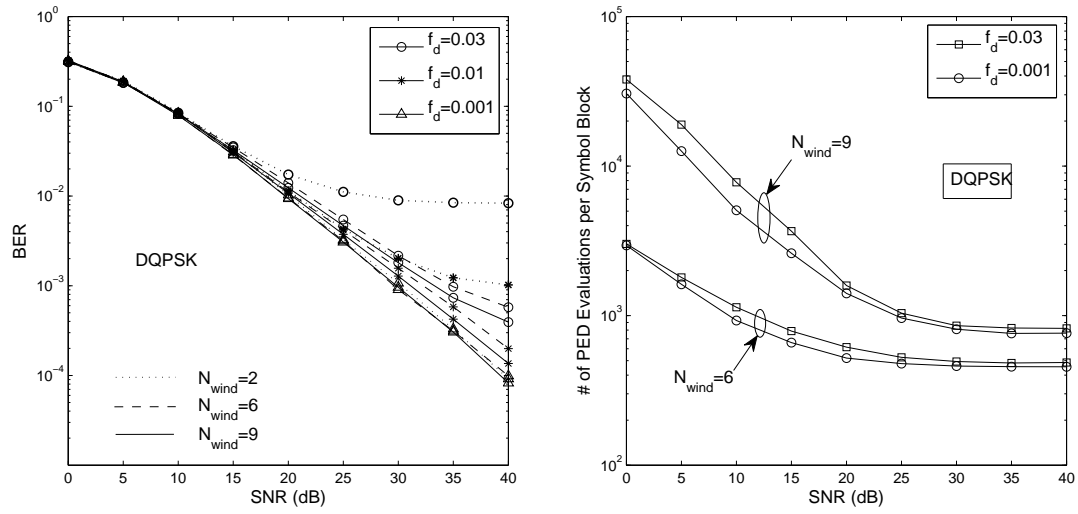 10^0
10^-1
10^-2
10^-3
10^-4
BER
0 5 10 15 20 25 30 35 40
SNR (dB)
f_d=0.03
f_d=0.01
f_d=0.001
DQPSK
N_wind=2
N_wind=6
N_wind=9
10^5
10^4
10^3
10^2
# of PED Evaluations per Symbol Block
0 5 10 15 20 25 30 35 40
SNR (dB)
f_d=0.03
f_d=0.001
N_wind=9
DQPSK
N_wind=6